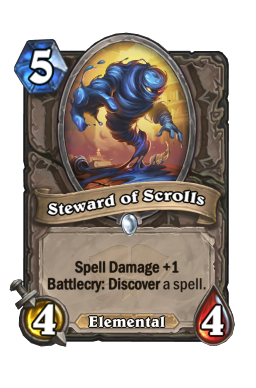 5
Steward of Scrolls
Spell Damage +1
Battlecry: Discover a spell.
4
Elemental
4